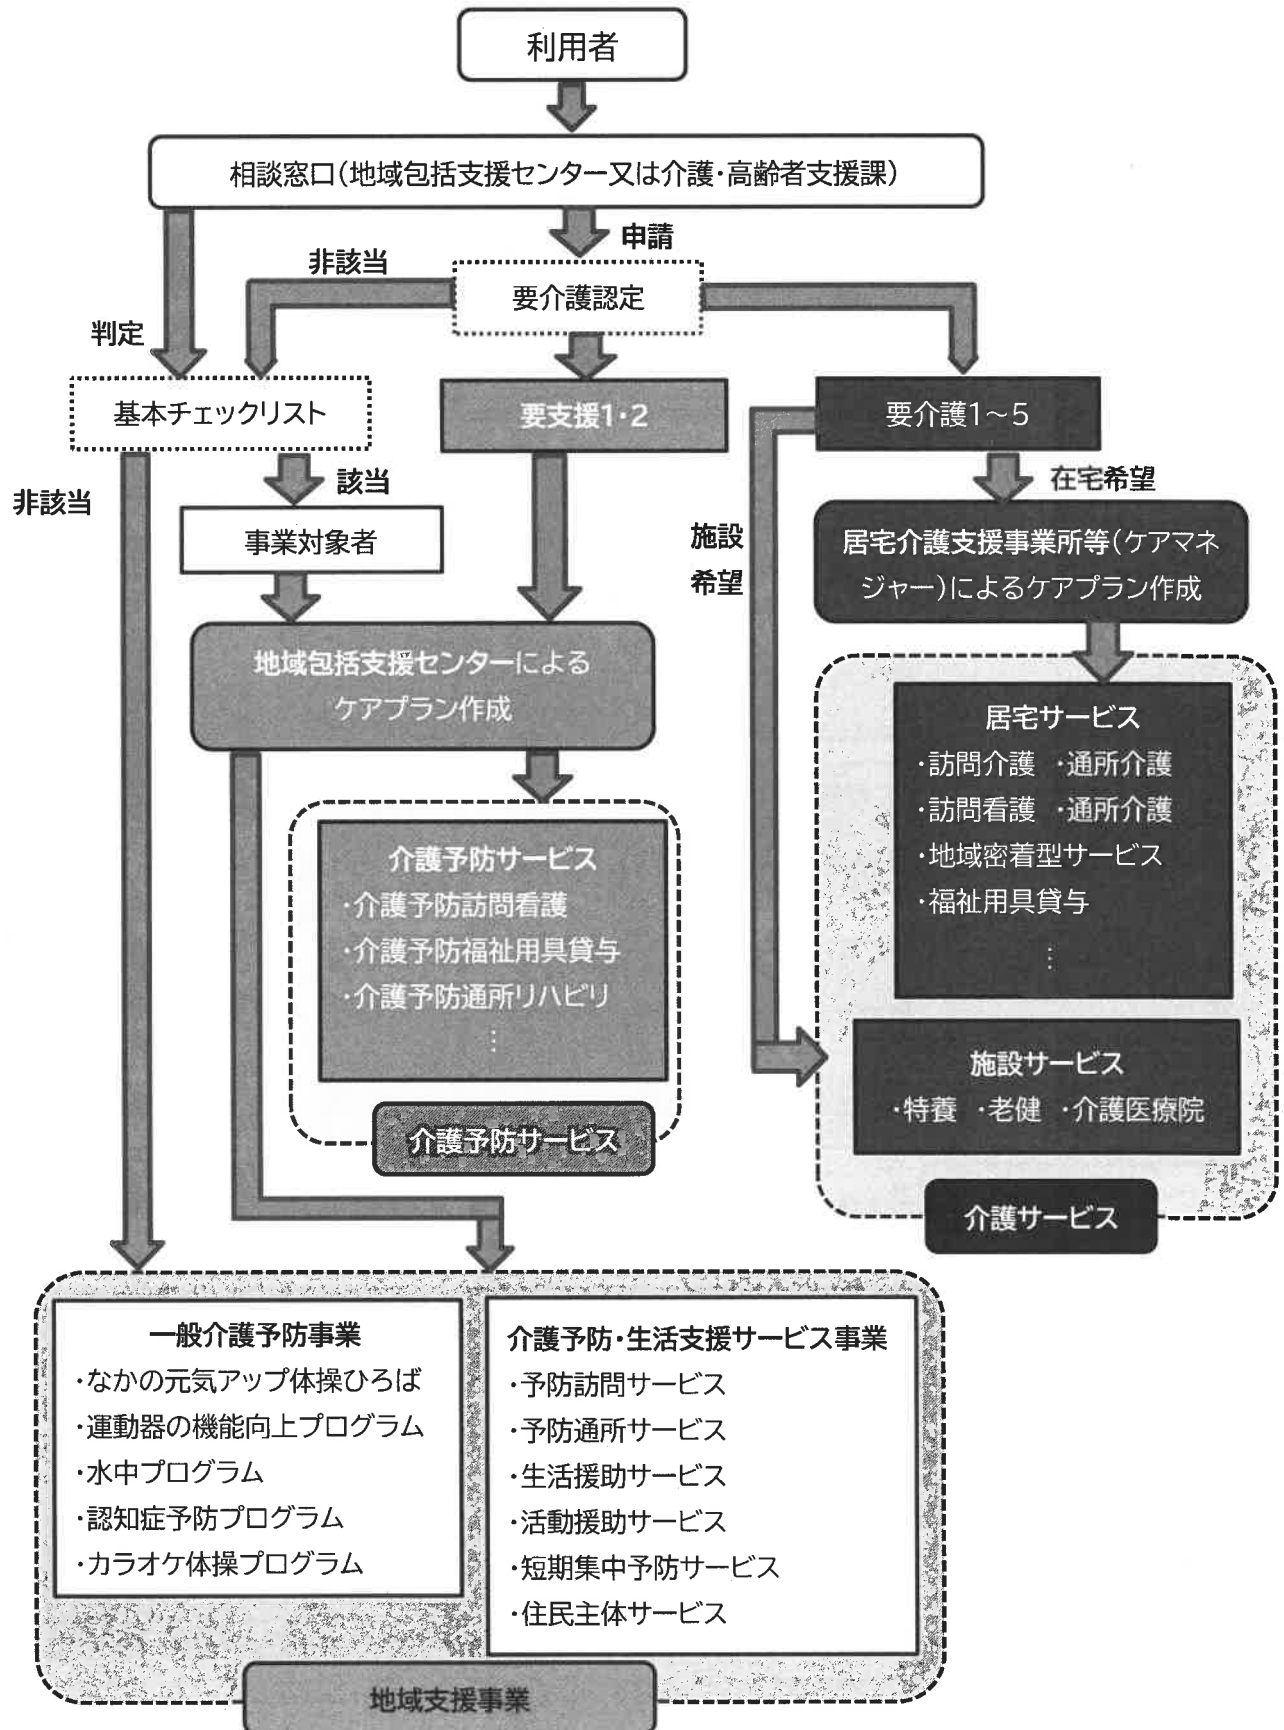 利用者
相談窓口(地域包括支援センター又は介護・高齢者支援課)
申請
非該当
要介護認定
判定
基本チェックリスト
要支援1・2
要介護1～5
非該当
該当
在宅希望
事業対象者
施設
希望
居宅介護支援事業所等(ケアマネ
ジャー)によるケアプラン作成
地域包括支援センターによる
ケアプラン作成
居宅サービス
・訪問介護 ・通所介護
・訪問看護 ・通所介護
・地域密着型サービス
・福祉用具貸与
⋮
介護予防サービス
・介護予防訪問看護
・介護予防福祉用具貸与
・介護予防通所リハビリ
⋮
介護予防サービス
施設サービス
・特養 ・老健 ・介護医療院
介護サービス
一般介護予防事業
・なかの元気アップ体操ひろば
・運動器の機能向上プログラム
・水中プログラム
・認知症予防プログラム
・カラオケ体操プログラム
介護予防・生活支援サービス事業
・予防訪問サービス
・予防通所サービス
・生活援助サービス
・活動援助サービス
・短期集中予防サービス
・住民主体サービス
地域支援事業